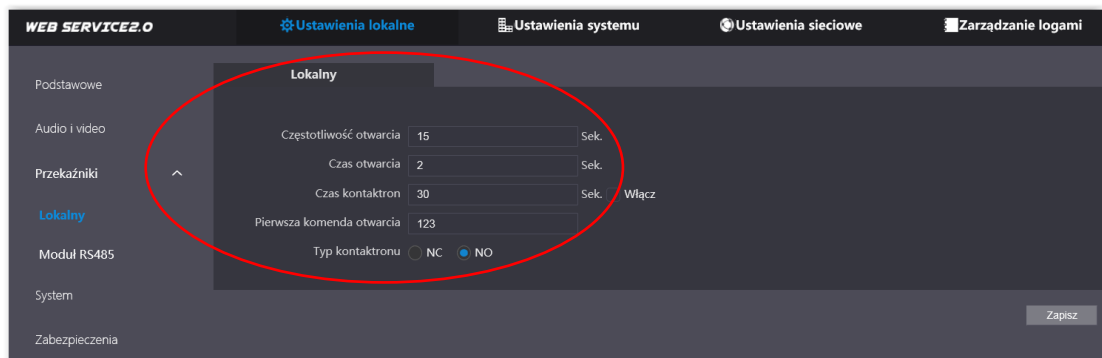 WEB SERVICE2.0 Ustawienia lokalne Ustawienia systemu Ustawienia sieciowe Zarządzanie logami
Podstawowe
Audio i video
Przekaźniki
Lokalny
Moduł RS485
System
Zabezpieczenia
Lokalny
Częstotliwość otwarcia 15 Sek.
Czas otwarcia 2 Sek.
Czas kontaktron 30 Sek. Włącz
Pierwsza komenda otwarcia 123
Typ kontaktronu NC NO
Zapisz